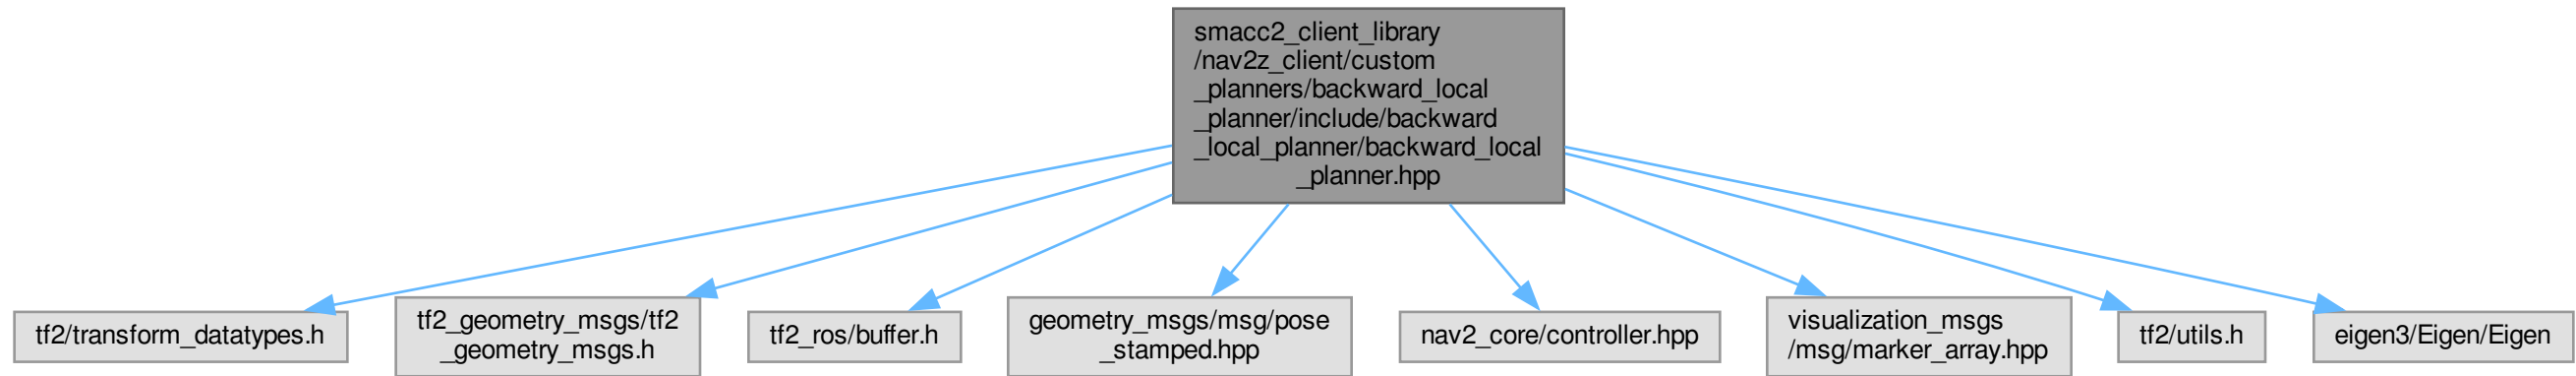 smacc2_client_library
/nav2z_client/custom
_planners/backward_local
_planner/include/backward
_local_planner/backward_local
_planner.hpp
tf2/transform_datatypes.h
tf2_geometry_msgs/tf2
_geometry_msgs.h
tf2_ros/buffer.h
geometry_msgs/msg/pose
_stamped.hpp
nav2_core/controller.hpp
visualization_msgs
/msg/marker_array.hpp
tf2/utils.h
eigen3/Eigen/Eigen